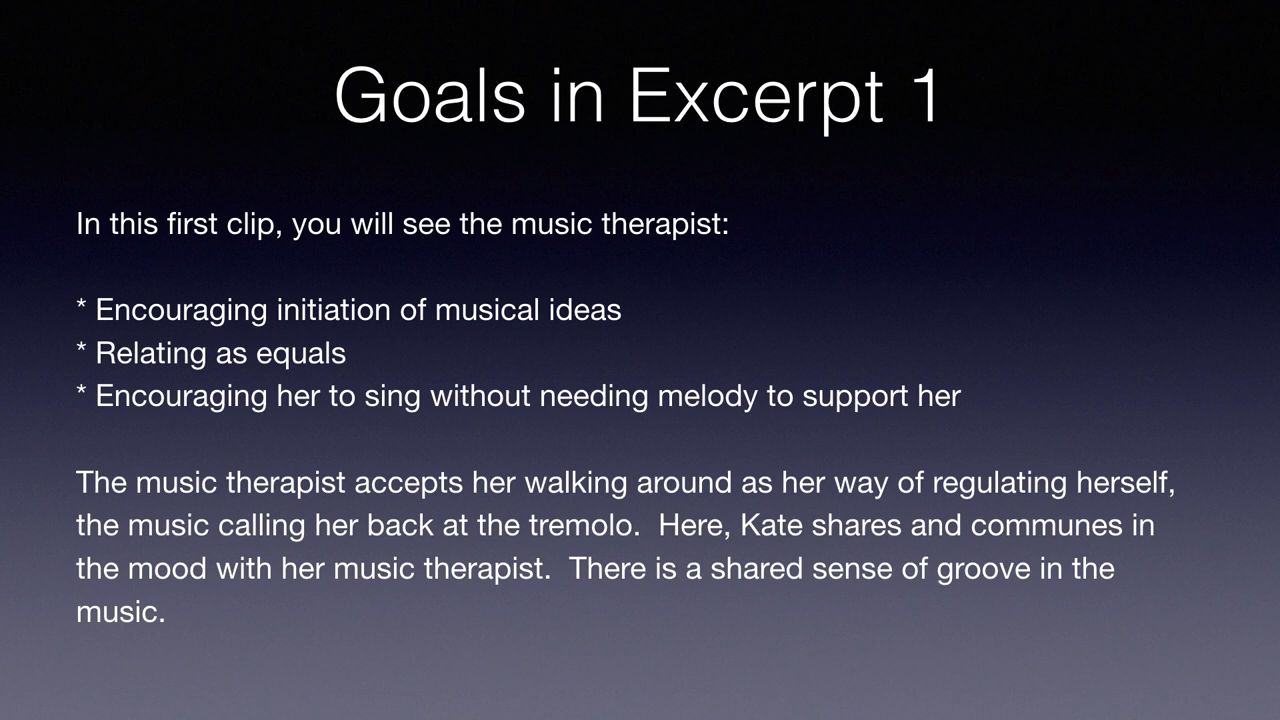 Goals in Excerpt 1
In this first clip, you will see the music therapist:
* Encouraging initiation of musical ideas
* Relating as equals
* Encouraging her to sing without needing melody to support her
The music therapist accepts her walking around as her way of regulating herself,
the music calling her back at the tremolo.  Here, Kate shares and communes in
the mood with her music therapist.  There is a shared sense of groove in the
music.